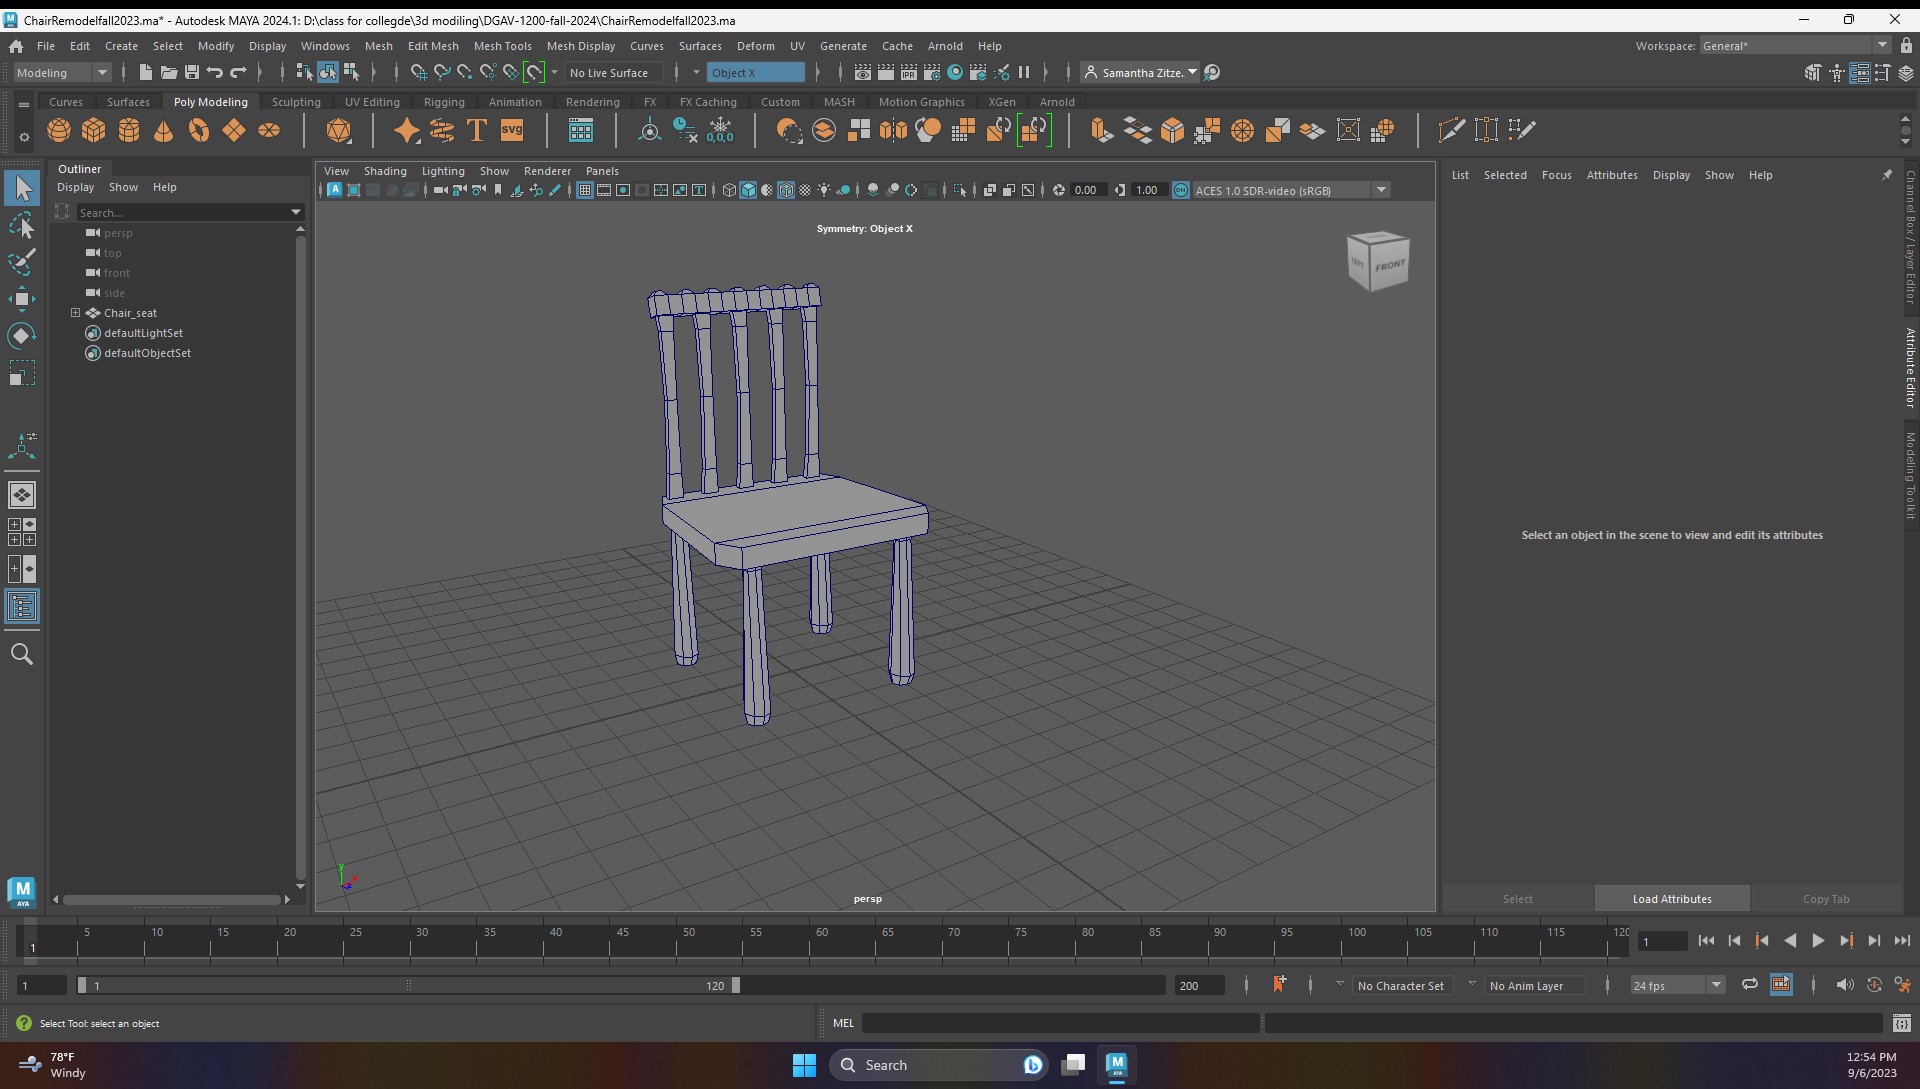 ChairRemodelfall2023.ma* - Autodesk MAYA 2024.1: D:\class for collegde\3d modiling\DGAV-1200-fall-2024\ChairRemodelfall2023.ma
File Edit Create Select Modify Display Windows Mesh Edit Mesh Mesh Tools Mesh Display Curves Surfaces Deform UV Generate Cache Arnold Help Workspace: General*
Modeling No Live Surface Object X IPR Samantha Zitze.
Curves Surfaces Poly Modeling Sculpting UV Editing Rigging Animation Rendering FX FX Caching Custom MASH Motion Graphics XGen Arnold
T SVG 0,0,0
Outliner
Display Show Help
Search...
persp
top
front
side
Chair_seat
defaultLightSet
defaultObjectSet
View Shading Lighting Show Renderer Panels
0.00 1.00 ON ACES 1.0 SDR-video (sRGB)
Symmetry: Object X
LEFT FRONT
y x z
persp
List Selected Focus Attributes Display Show Help
Select an object in the scene to view and edit its attributes
Select Load Attributes Copy Tab
Channel Box / Layer Editor
Attribute Editor
Modeling Toolkit
M
AYA
5 10 15 20 25 30 35 40 45 50 55 60 65 70 75 80 85 90 95 100 105 110 115 120
1 1
1 1 120 200 No Character Set No Anim Layer 24 fps
Select Tool: select an object MEL
78°F
Windy
Search
12:54 PM
9/6/2023